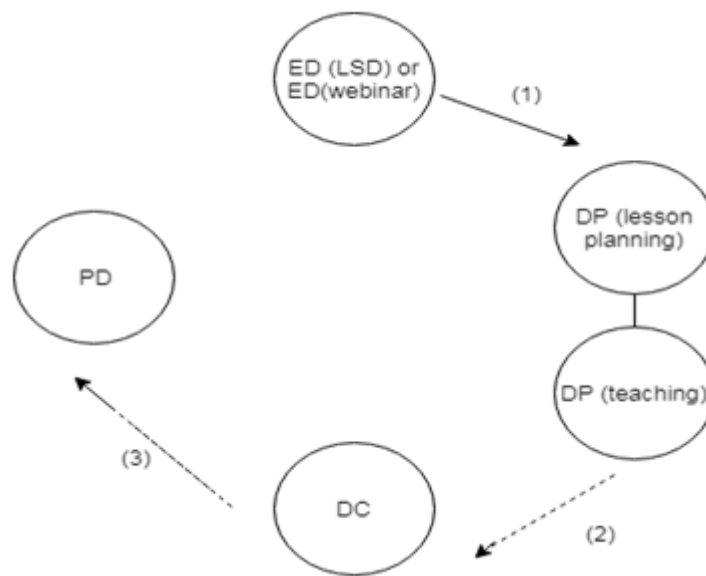 ED (LSD) or
ED(webinar)
(1)
DP (lesson
planning)
PD
DP (teaching)
(3)
DC
(2)